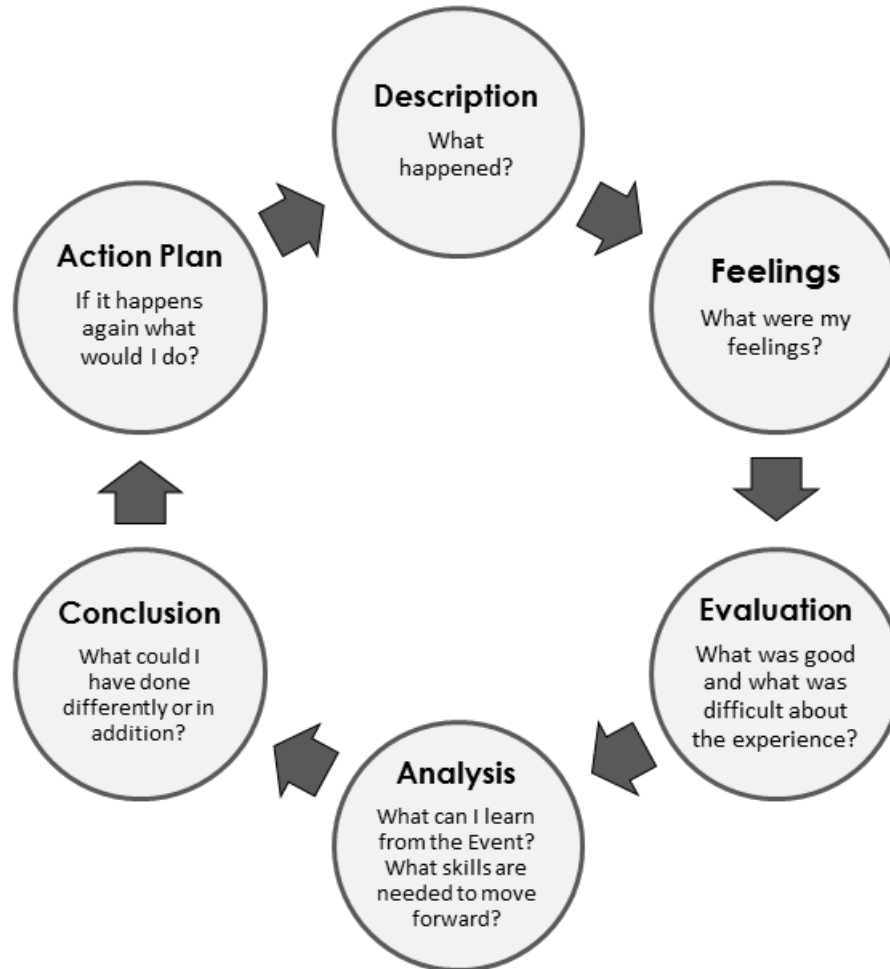 Description
What
happened?
Feelings
What were my
feelings?
Evaluation
What was good
and what was
difficult about
the experience?
Analysis
What can I learn
from the Event?
What skills are
needed to move
forward?
Conclusion
What could I
have done
differently or in
addition?
Action Plan
If it happens
again what
would I do?